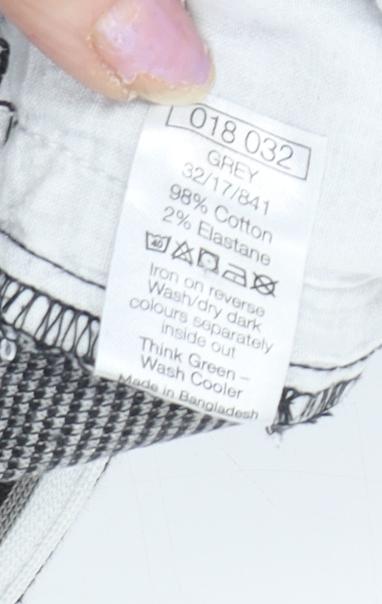 018 032
GREY
32/17/841
98% Cotton
2% Elastane
40
Iron on reverse
Wash/dry dark
colours separately
inside out
Think Green –
Wash Cooler
Made in Bangladesh